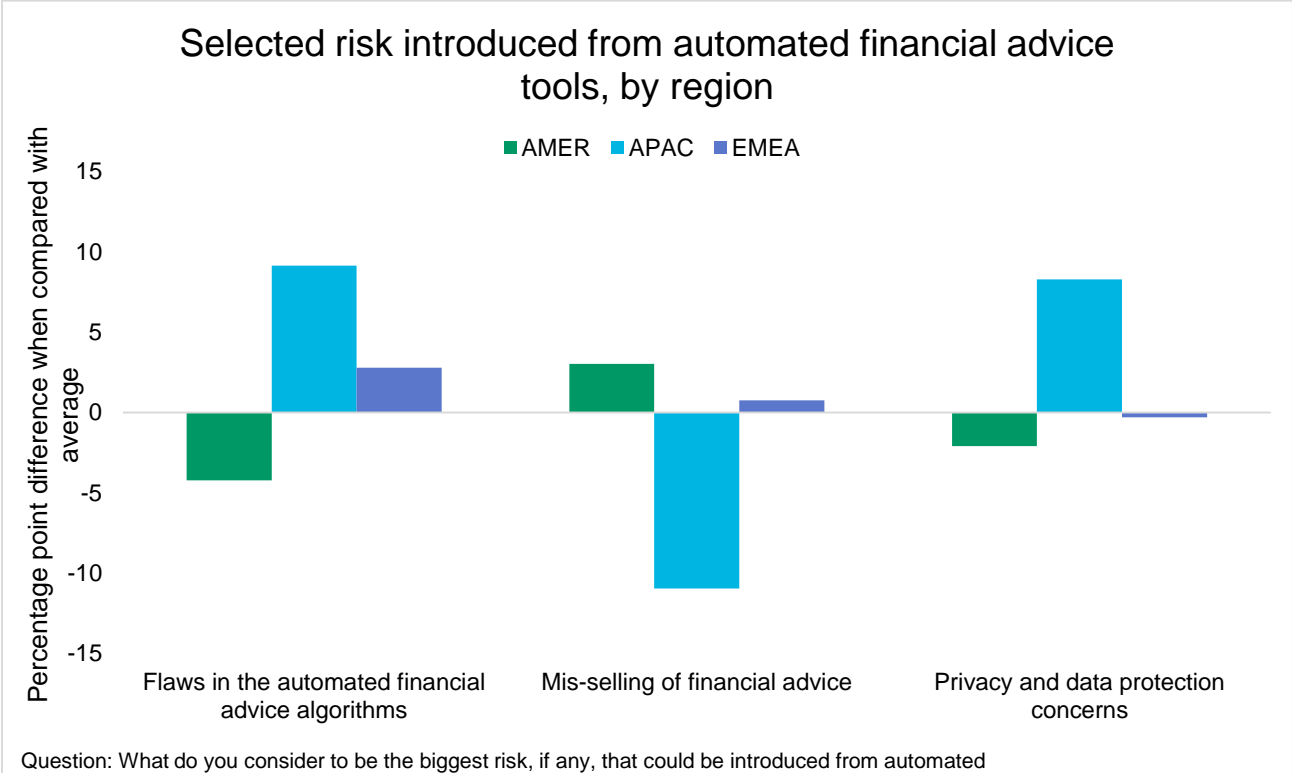 Selected risk introduced from automated financial advice
tools, by region
AMER APAC EMEA
Percentage point difference when compared with
average
15
10
5
0
-5
-10
-15
Flaws in the automated financial
advice algorithms
Mis-selling of financial advice
Privacy and data protection
concerns
Question: What do you consider to be the biggest risk, if any, that could be introduced from automated